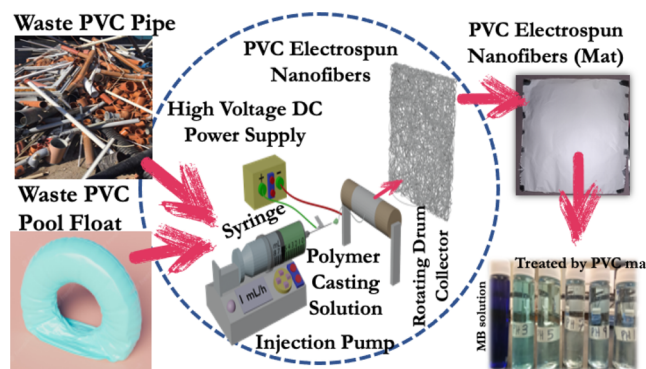 Waste PVC Pipe
Waste PVC
Pool Float
PVC Electrospun
Nanofibers
High Voltage DC
Power Supply
+
-
Syringe
1 mL/h
Polymer
Casting
Solution
Injection Pump
Rotating Drum
Collector
PVC Electrospun
Nanofibers (Mat)
Treated by PVC ma
MB solution